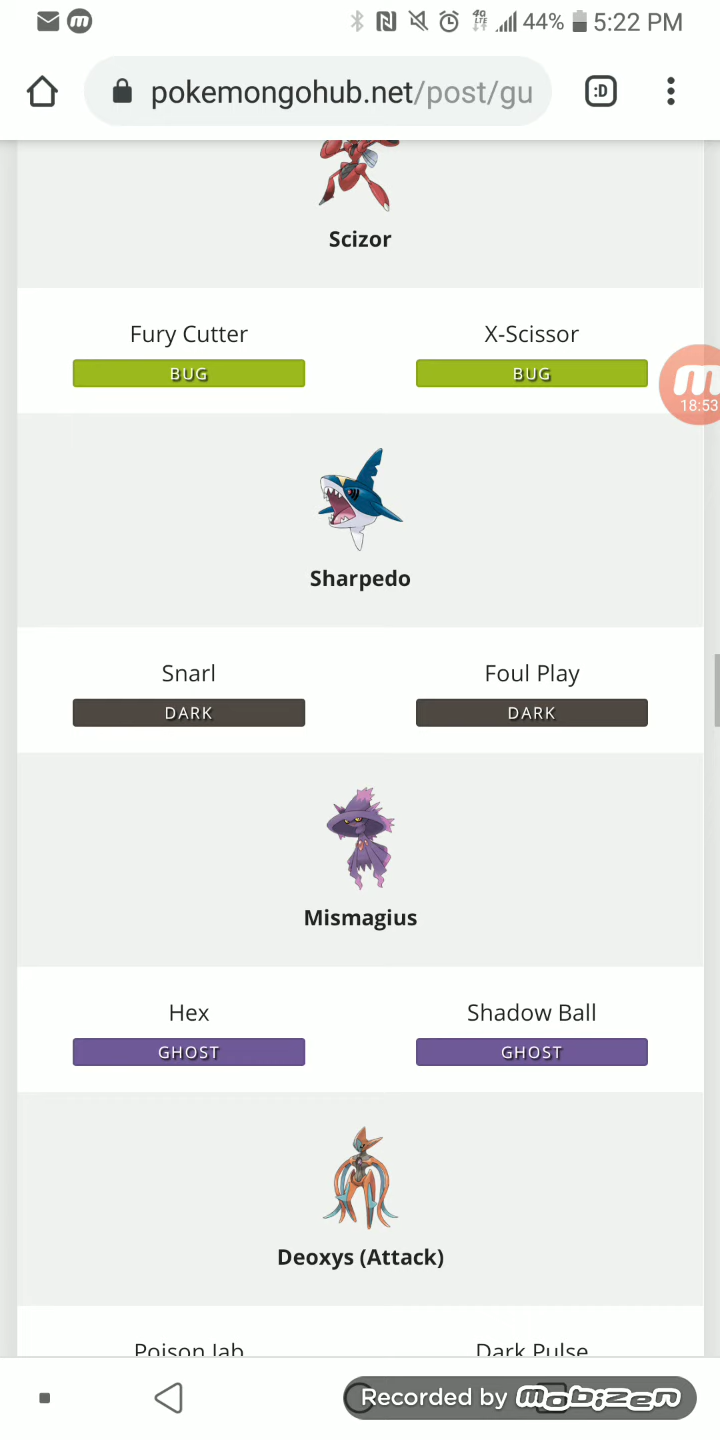 44% 5:22 PM
pokemongohub.net/post/gu
:D
Scizor
Fury Cutter X-Scissor
BUG BUG
18:53
Sharpedo
Snarl Foul Play
DARK DARK
Mismagius
Hex Shadow Ball
GHOST GHOST
Deoxys (Attack)
Poison Jab Dark Pulse
Recorded by mobizen